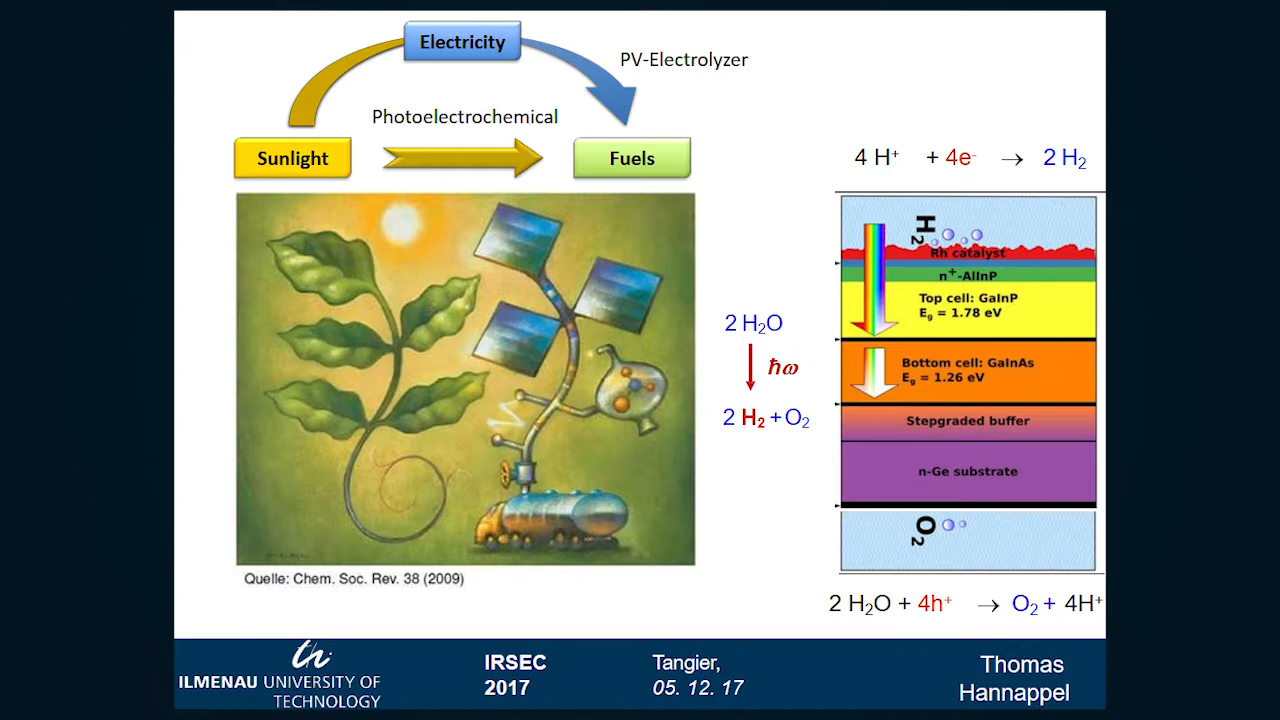 Electricity
PV-Electrolyzer
Photoelectrochemical
Sunlight
Fuels
4 H⁺ + 4e⁻ → 2 H₂
H₂
Rh catalyst
n⁺-AlInP
Top cell: GaInP
E_g = 1.78 eV
2 H₂O
ħω
2 H₂ + O₂
Bottom cell: GaInAs
E_g = 1.26 eV
Stepgraded buffer
n-Ge substrate
O₂
Quelle: Chem. Soc. Rev. 38 (2009)
2 H₂O + 4h⁺ → O₂ + 4H⁺
th
ILMENAU UNIVERSITY OF
TECHNOLOGY
IRSEC
2017
Tangier,
05. 12. 17
Thomas
Hannappel